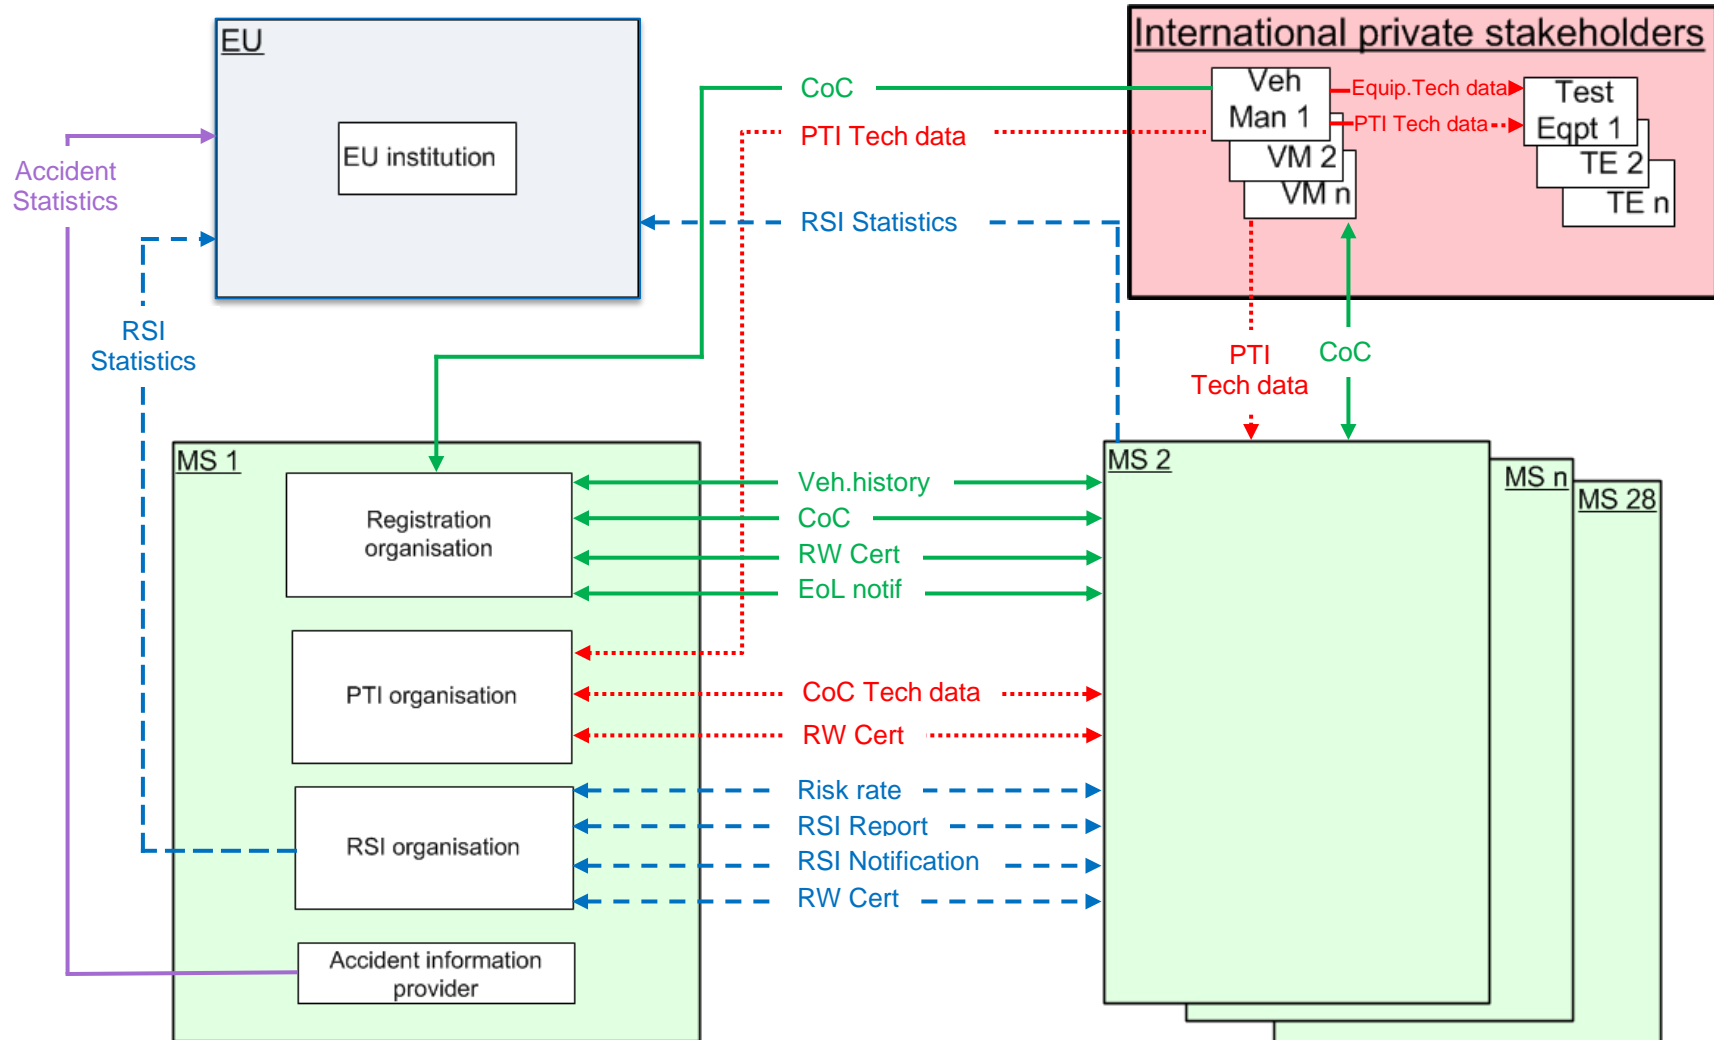 EU
International private stakeholders
CoC
Veh
Man 1
Equip.Tech data
Test
Eqpt 1
PTI Tech data
PTI Tech data
EU institution
VM 2
TE 2
Accident
Statistics
VM n
TE n
RSI Statistics
RSI
Statistics
PTI
Tech data
CoC
MS 1
MS 2
MS n
MS 28
Veh.history
Registration
organisation
CoC
RW Cert
EoL notif
PTI organisation
CoC Tech data
RW Cert
Risk rate
RSI Report
RSI organisation
RSI Notification
RW Cert
Accident information
provider